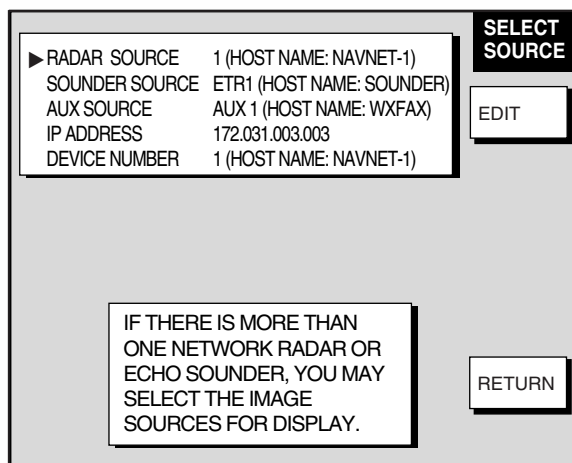 SELECT
SOURCE
▶RADAR SOURCE 1 (HOST NAME: NAVNET-1)
SOUNDER SOURCE ETR1 (HOST NAME: SOUNDER)
AUX SOURCE AUX 1 (HOST NAME: WXFAX)
IP ADDRESS 172.031.003.003
DEVICE NUMBER 1 (HOST NAME: NAVNET-1)
EDIT
IF THERE IS MORE THAN
ONE NETWORK RADAR OR
ECHO SOUNDER, YOU MAY
SELECT THE IMAGE
SOURCES FOR DISPLAY.
RETURN